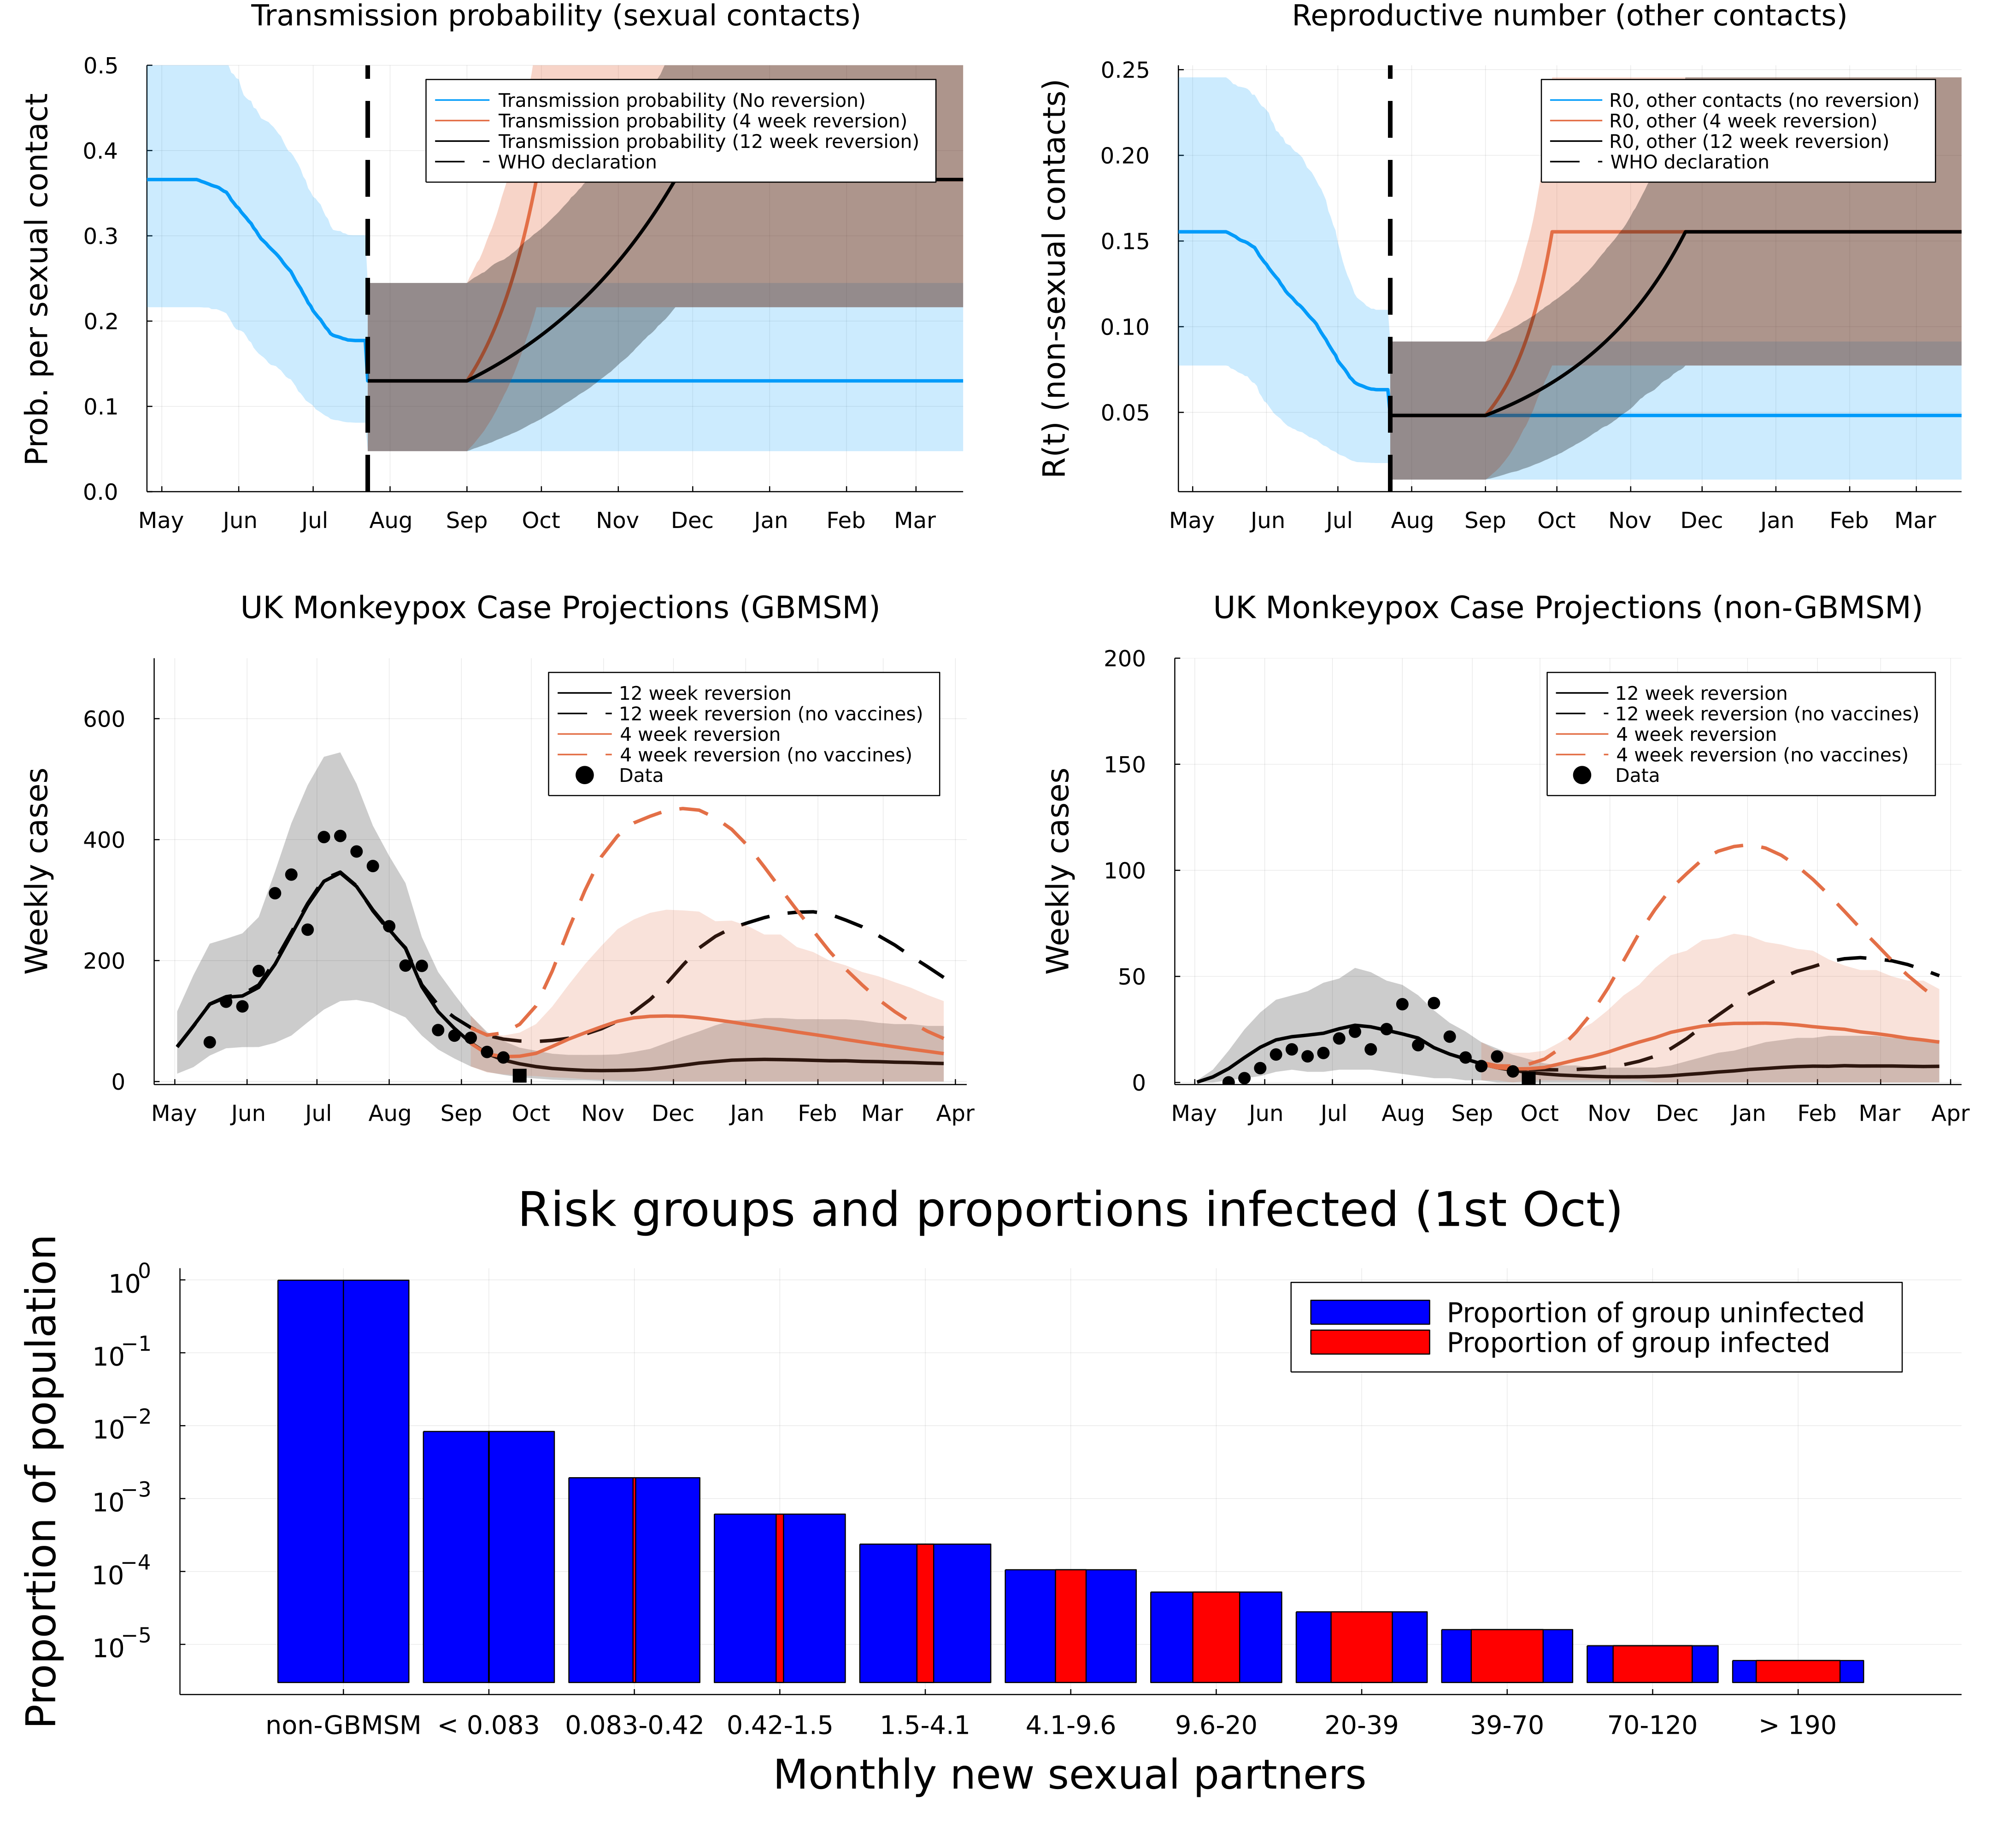 Transmission probability (sexual contacts)
Prob. per sexual contact
0.5
0.4
0.3
0.2
0.1
0.0
Transmission probability (No reversion)
Transmission probability (4 week reversion)
Transmission probability (12 week reversion)
WHO declaration
May Jun Jul Aug Sep Oct Nov Dec Jan Feb Mar
Reproductive number (other contacts)
R(t) (non-sexual contacts)
0.25
0.20
0.15
0.10
0.05
R0, other contacts (no reversion)
R0, other (4 week reversion)
R0, other (12 week reversion)
WHO declaration
May Jun Jul Aug Sep Oct Nov Dec Jan Feb Mar
UK Monkeypox Case Projections (GBMSM)
Weekly cases
600
400
200
0
12 week reversion
12 week reversion (no vaccines)
4 week reversion
4 week reversion (no vaccines)
Data
May Jun Jul Aug Sep Oct Nov Dec Jan Feb Mar Apr
UK Monkeypox Case Projections (non-GBMSM)
Weekly cases
200
150
100
50
0
12 week reversion
12 week reversion (no vaccines)
4 week reversion
4 week reversion (no vaccines)
Data
May Jun Jul Aug Sep Oct Nov Dec Jan Feb Mar Apr
Risk groups and proportions infected (1st Oct)
Proportion of population
10⁰
10⁻¹
10⁻²
10⁻³
10⁻⁴
10⁻⁵
Proportion of group uninfected
Proportion of group infected
non-GBMSM < 0.083 0.083-0.42 0.42-1.5 1.5-4.1 4.1-9.6 9.6-20 20-39 39-70 70-120 > 190
Monthly new sexual partners